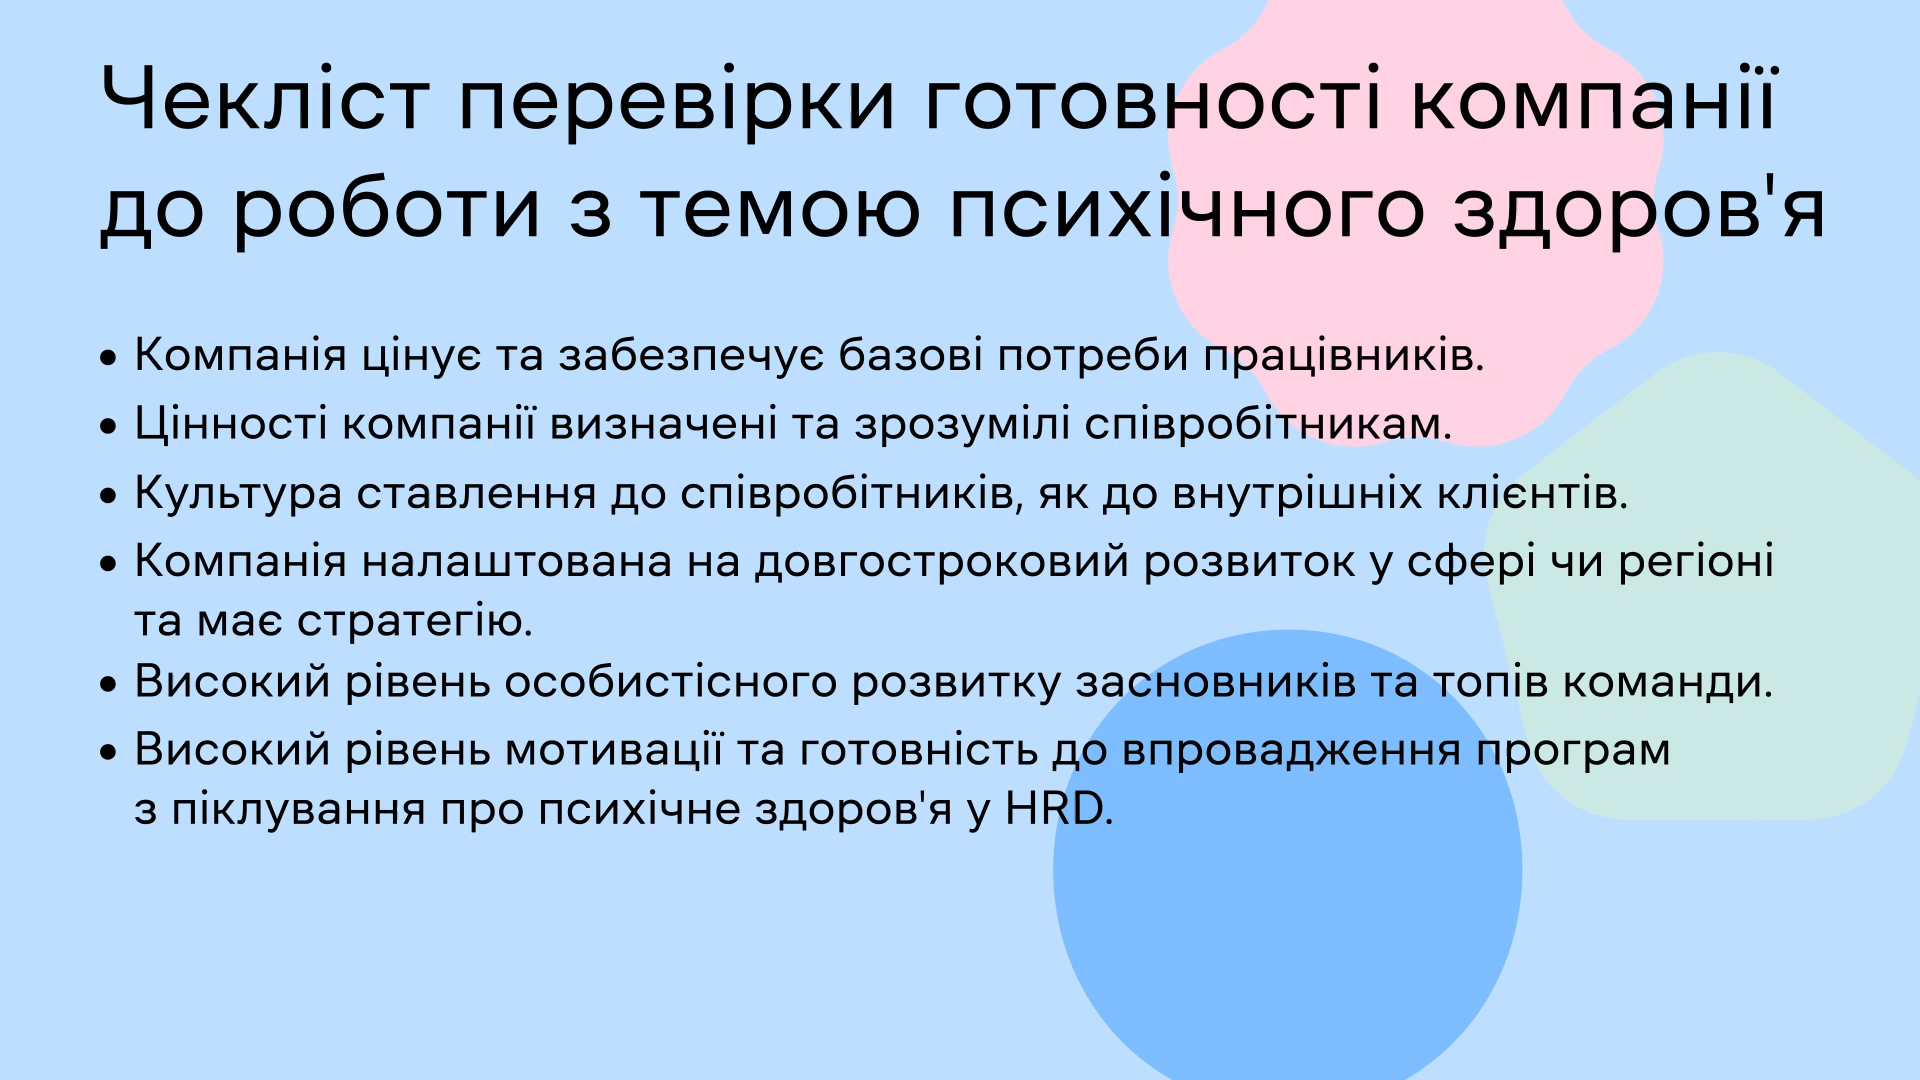 Чекліст перевірки готовності компанії
до роботи з темою психічного здоров'я
• Компанія цінує та забезпечує базові потреби працівників.
• Цінності компанії визначені та зрозумілі співробітникам.
• Культура ставлення до співробітників, як до внутрішніх клієнтів.
• Компанія налаштована на довгостроковий розвиток у сфері чи регіоні
та має стратегію.
• Високий рівень особистісного розвитку засновників та топів команди.
• Високий рівень мотивації та готовність до впровадження програм
з піклування про психічне здоров'я у HRD.